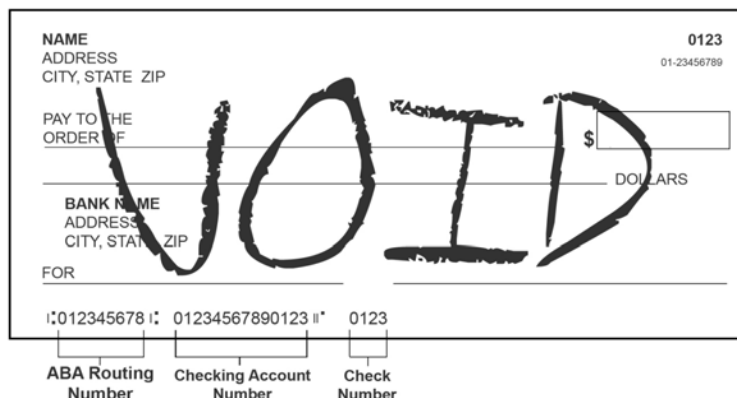 NAME
ADDRESS
CITY, STATE ZIP
0123
01-23456789
PAY TO THE
ORDER OF
$
DOLLARS
VOID
BANK NAME
ADDRESS
CITY, STATE ZIP
FOR
⑆012345678⑆ 01234567890123⑈ 0123
ABA Routing
Number
Checking Account
Number
Check
Number